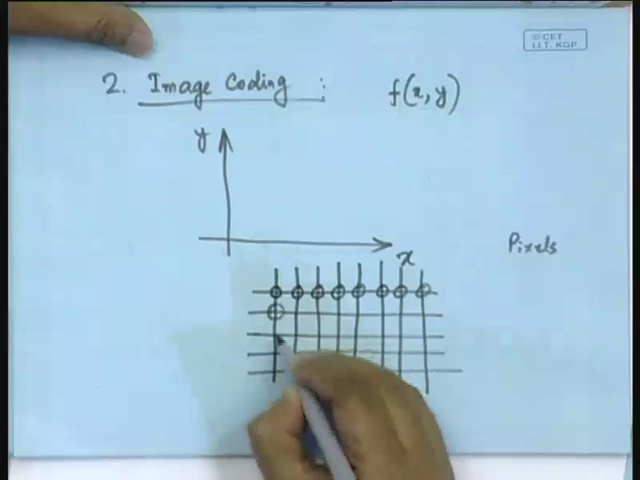 © CET
I.I.T. KGP
2. Image Coding : f(x, y)
y
x
Pixels